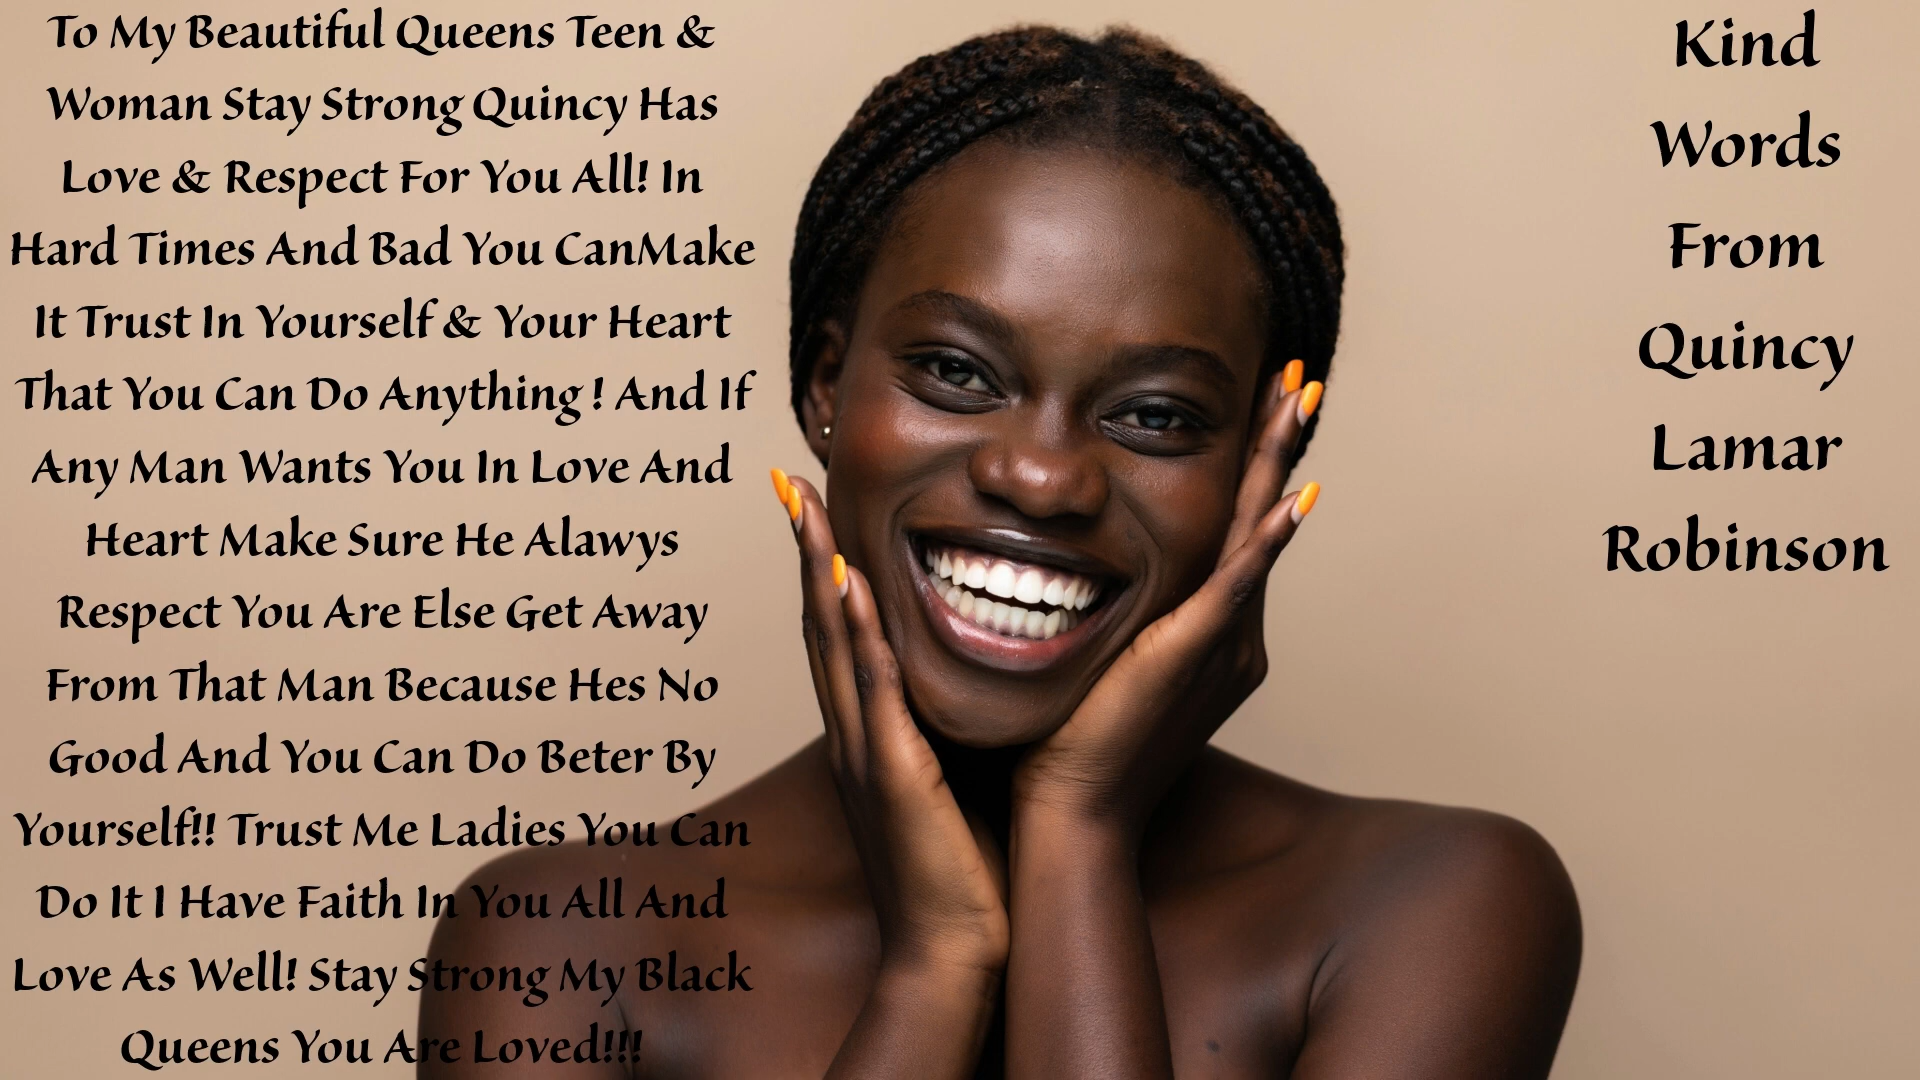 To My Beautiful Queens Teen &
Woman Stay Strong Quincy Has
Love & Respect For You All! In
Hard Times And Bad You CanMake
It Trust In Yourself & Your Heart
That You Can Do Anything ! And If
Any Man Wants You In Love And
Heart Make Sure He Alawys
Respect You Are Else Get Away
From That Man Because Hes No
Good And You Can Do Beter By
Yourself!! Trust Me Ladies You Can
Do It I Have Faith In You All And
Love As Well! Stay Strong My Black
Queens You Are Loved!!!
Kind
Words
From
Quincy
Lamar
Robinson